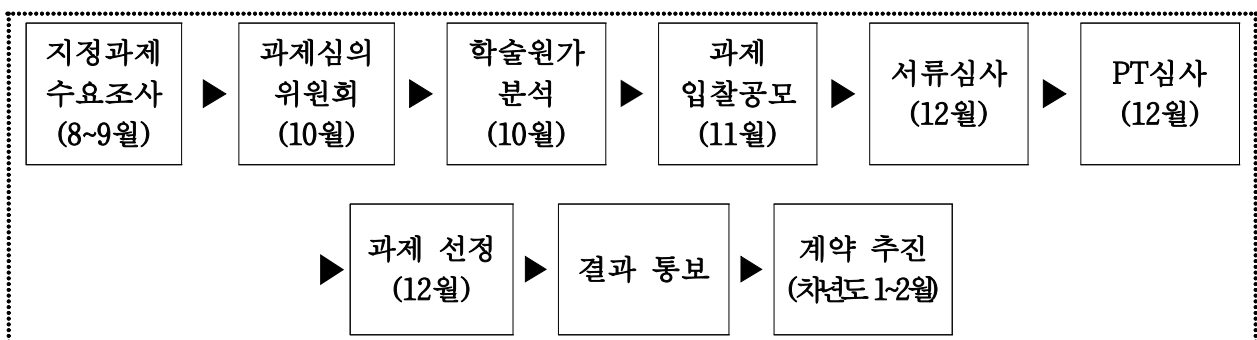 지정과제
수요조사
(8~9월)
▶
과제심의
위원회
(10월)
▶
학술원가
분석
(10월)
▶
과제
입찰공모
(11월)
▶
서류심사
(12월)
▶
PT심사
(12월)
▶
과제 선정
(12월)
▶
결과 통보
▶
계약 추진
(차년도 1~2월)